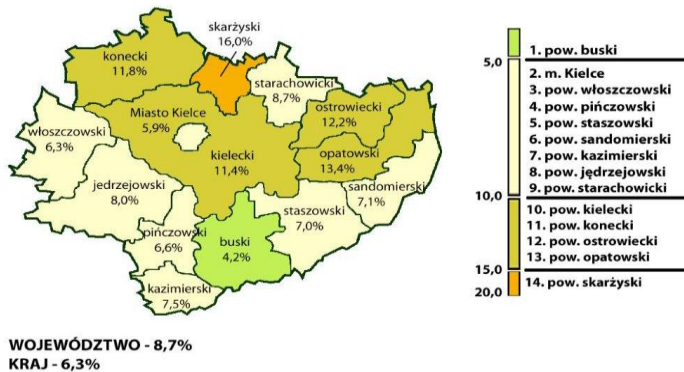 skarżyski
16,0%
konecki
11,8%
starachowicki
8,7%
Miasto Kielce
5,9%
ostrowiecki
12,2%
włoszczowski
6,3%
kielecki
11,4%
opatowski
13,4%
jedrzejowski
8,0%
sandomierski
7,1%
staszowski
7,0%
pińczowski
6,6%
buski
4,2%
kazimierski
7,5%
WOJEWÓDZTWO - 8,7%
KRAJ - 6,3%
1. pow. buski
5,0
2. m. Kielce
3. pow. włoszczowski
4. pow. pińczowski
5. pow. staszowski
6. pow. sandomierski
7. pow. kazimierski
8. pow. jędrzejowski
9. pow. starachowicki
10,0
10. pow. kielecki
11. pow. konecki
12. pow. ostrowiecki
13. pow. opatowski
15,0
14. pow. skarżyski
20,0